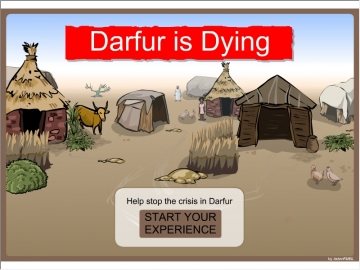 Darfur is Dying
Help stop the crisis in Darfur
START YOUR
EXPERIENCE